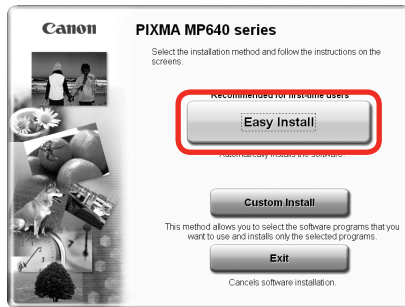 Canon
PIXMA MP640 series
Select the installation method and follow the instructions on the
screens.
Recommended for first-time users
Easy Install
Automatically installs the software.
Custom Install
This method allows you to select the software programs that you
want to use and installs only the selected programs.
Exit
Cancels software installation.